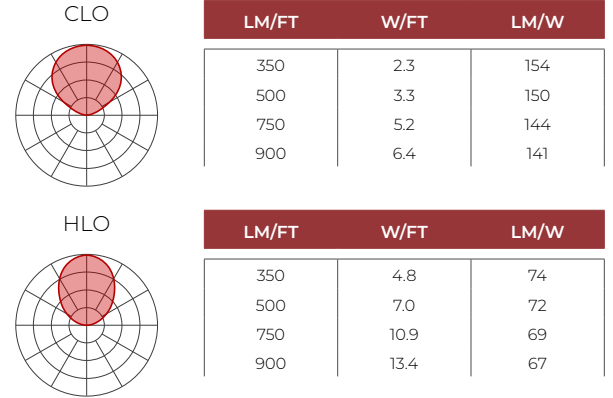 CLO
LM/FT W/FT LM/W
350 2.3 154
500 3.3 150
750 5.2 144
900 6.4 141
HLO
LM/FT W/FT LM/W
350 4.8 74
500 7.0 72
750 10.9 69
900 13.4 67